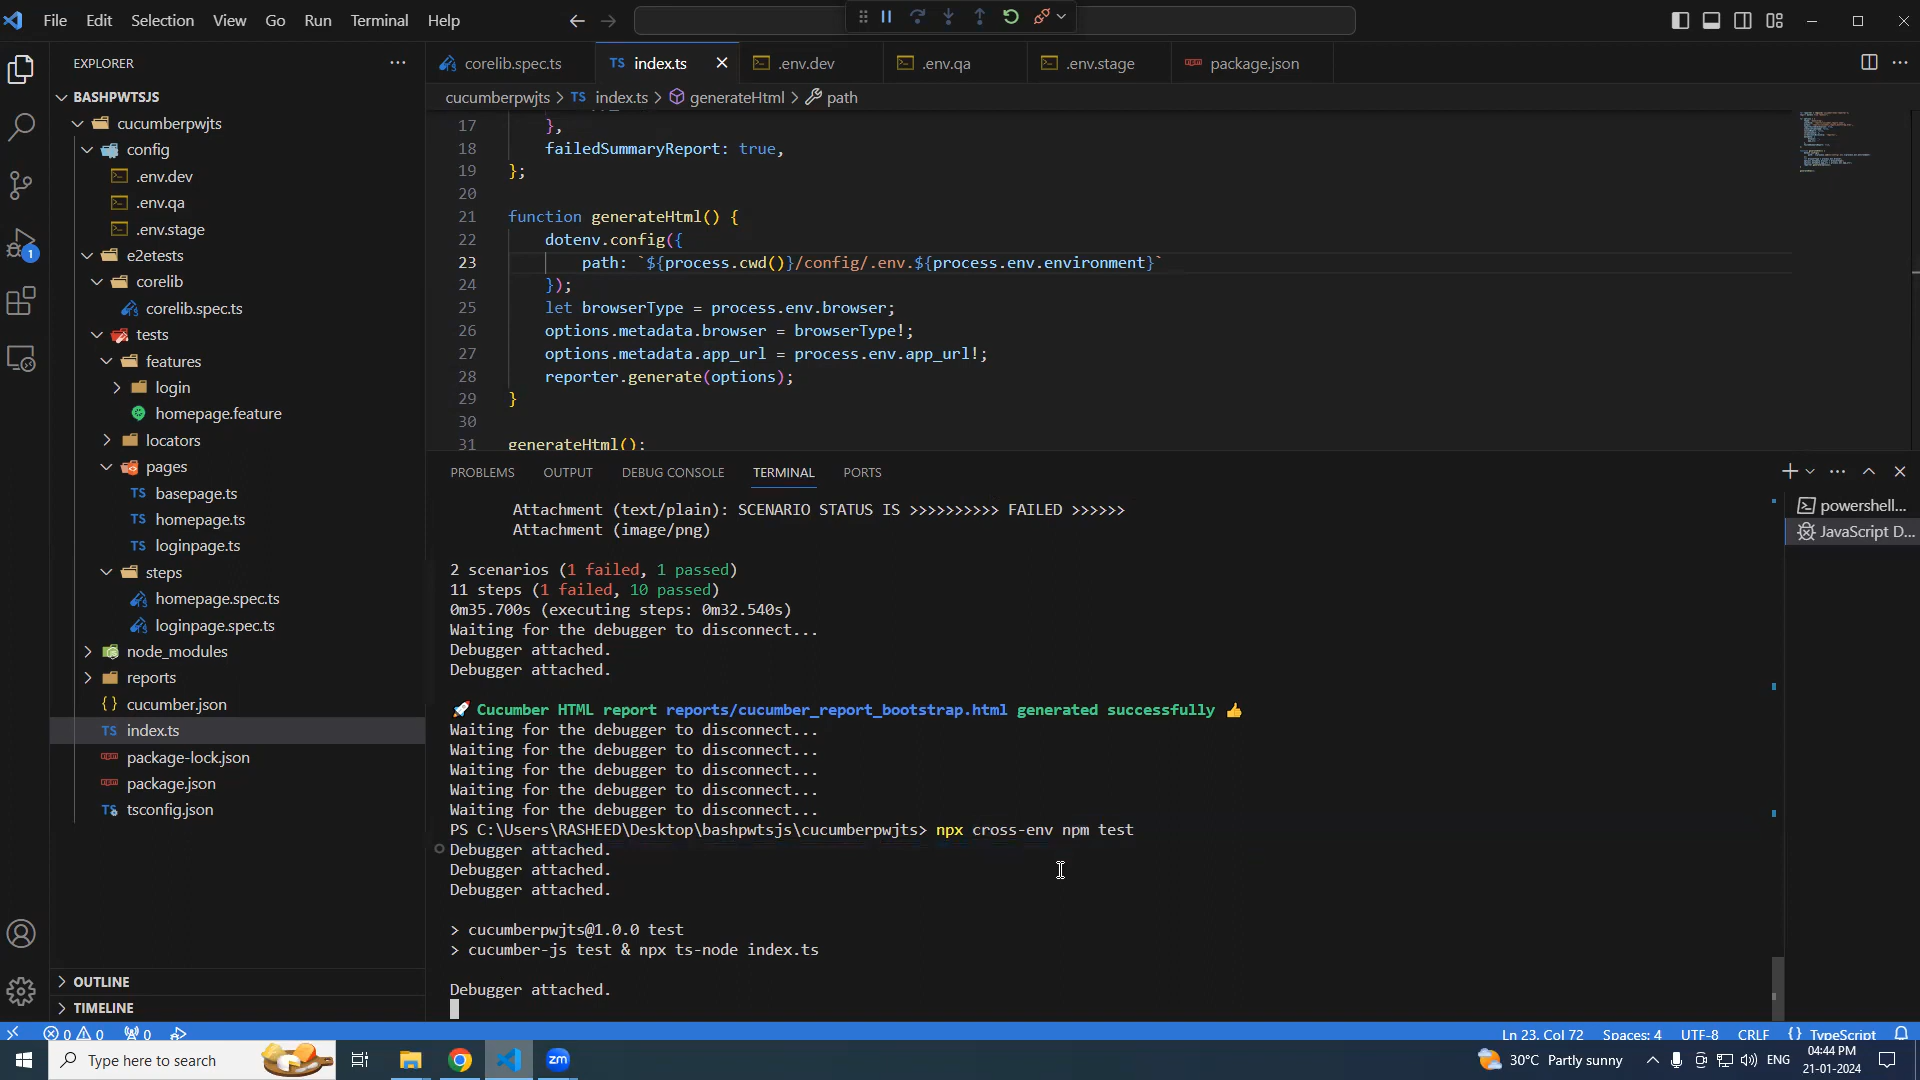 File Edit Selection View Go Run Terminal Help
EXPLORER
BASHPWTSJS
cucumberpwjts
config
.env.dev
.env.qa
.env.stage
e2etests
corelib
corelib.spec.ts
tests
features
login
homepage.feature
locators
pages
basepage.ts
homepage.ts
loginpage.ts
steps
homepage.spec.ts
loginpage.spec.ts
node_modules
reports
cucumber.json
index.ts
package-lock.json
package.json
tsconfig.json
OUTLINE
TIMELINE
1
corelib.spec.ts TS index.ts .env.dev .env.qa .env.stage package.json
cucumberpwjts > TS index.ts > generateHtml > path
17 },
18 failedSummaryReport: true,
19 };
20
21 function generateHtml() {
22 dotenv.config({
23 path: `${process.cwd()}/config/.env.${process.env.environment}`
24 });
25 let browserType = process.env.browser;
26 options.metadata.browser = browserType!;
27 options.metadata.app_url = process.env.app_url!;
28 reporter.generate(options);
29 }
30
31 generateHtml();
PROBLEMS OUTPUT DEBUG CONSOLE TERMINAL PORTS
powershell...
JavaScript D...
Attachment (text/plain): SCENARIO STATUS IS >>>>>>>>>> FAILED >>>>>>
Attachment (image/png)
2 scenarios (1 failed, 1 passed)
11 steps (1 failed, 10 passed)
0m35.700s (executing steps: 0m32.540s)
Waiting for the debugger to disconnect...
Debugger attached.
Debugger attached.
🚀 Cucumber HTML report reports/cucumber_report_bootstrap.html generated successfully 👍
Waiting for the debugger to disconnect...
Waiting for the debugger to disconnect...
Waiting for the debugger to disconnect...
Waiting for the debugger to disconnect...
Waiting for the debugger to disconnect...
PS C:\Users\RASHEED\Desktop\bashpwtsjs\cucumberpwjts> npx cross-env npm test
Debugger attached.
Debugger attached.
Debugger attached.
> cucumberpwjts@1.0.0 test
> cucumber-js test & npx ts-node index.ts
Debugger attached.
0 0 0 Ln 23, Col 72 Spaces: 4 UTF-8 CRLF {} TypeScript
Type here to search zm 30°C Partly sunny ENG 04:44 PM
21-01-2024